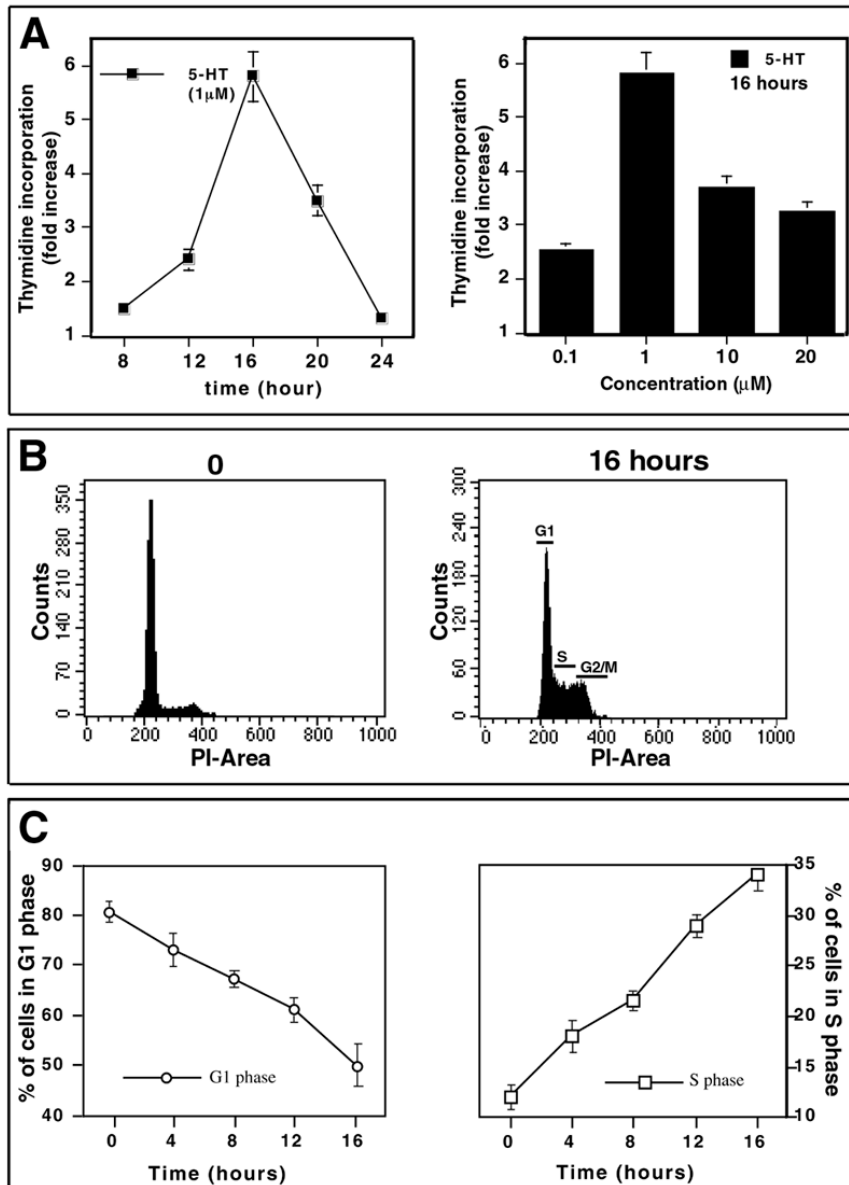 A
Thymidine incorporation
(fold increase)
6
5
4
3
2
1
5-HT
(1μM)
8 12 16 20 24
time (hour)
Thymidine incorporation
(fold increase)
6
5
4
3
2
1
5-HT
16 hours
0.1 1 10 20
Concentration (μM)
B
0
Counts
350
280
210
140
70
0
0 200 400 600 800 1000
PI-Area
16 hours
Counts
300
240
180
120
60
0
G1
S
G2/M
0 200 400 600 800 1000
PI-Area
C
% of cells in G1 phase
90
80
70
60
50
40
G1 phase
0 4 8 12 16
Time (hours)
35
30
25
20
15
10
% of cells in S phase
S phase
0 4 8 12 16
Time (hours)